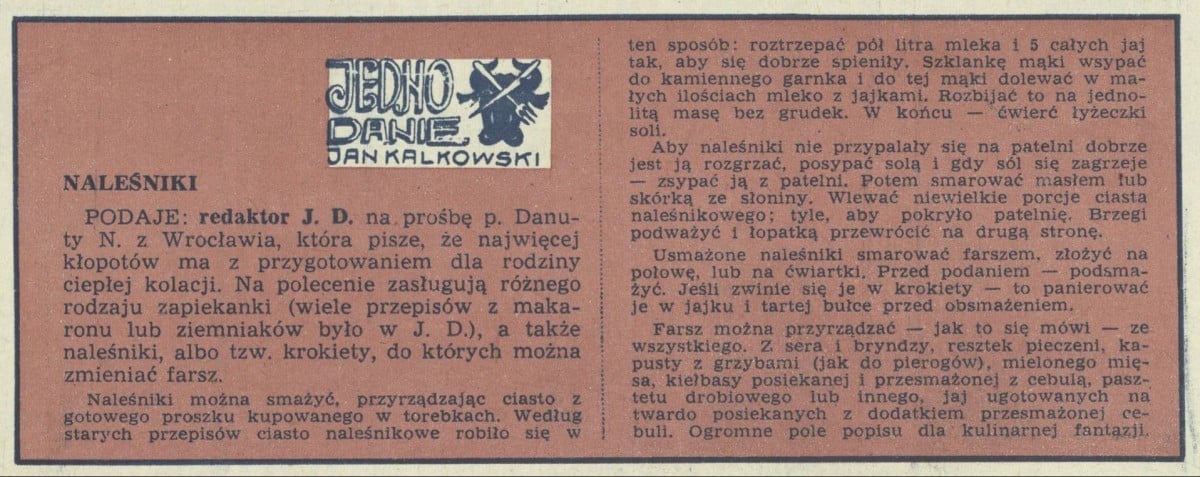 JEDNO
DANIE
JAN KALKOWSKI
NALEŚNIKI
PODAJE: redaktor J. D. na prośbę p. Danu-
ty N. z Wrocławia, która pisze, że najwięcej
kłopotów ma z przygotowaniem dla rodziny
ciepłej kolacji. Na polecenie zasługują różnego
rodzaju zapiekanki (wiele przepisów z maka-
ronu lub ziemniaków było w J. D.), a także
naleśniki, albo tzw. krokiety, do których można
zmieniać farsz.
Naleśniki można smażyć, przyrządzając ciasto z
gotowego proszku kupowanego w torebkach. Według
starych przepisów ciasto naleśnikowe robiło się w
ten sposób: roztrzepać pół litra mleka i 5 całych jaj
tak, aby się dobrze spieniły. Szklankę mąki wsypać
do kamiennego garnka i do tej mąki dolewać w ma-
łych ilościach mleko z jajkami. Rozbijać to na jedno-
litą masę bez grudek. W końcu — ćwierć łyżeczki
soli.
Aby naleśniki nie przypalały się na patelni dobrze
jest ją rozgrzać, posypać solą i gdy sól się zagrzeje
— zsypać ją z patelni. Potem smarować masłem lub
skórką ze słoniny. Wlewać niewielkie porcje ciasta
naleśnikowego; tyle, aby pokryło patelnię. Brzegi
podważyć i łopatką przewrócić na drugą stronę.
Usmażone naleśniki smarować farszem, złożyć na
połowę, lub na ćwiartki. Przed podaniem — podsma-
żyć. Jeśli zwinie się je w krokiety — to panierować
je w jajku i tartej bułce przed obsmażeniem.
Farsz można przyrządzać — jak to się mówi — ze
wszystkiego. Z sera i bryndzy, resztek pieczeni, ka-
pusty z grzybami (jak do pierogów), mielonego mię-
sa, kiełbasy posiekanej i przesmażonej z cebulą, pasz-
tetu drobiowego lub innego, jaj ugotowanych na
twardo posiekanych z dodatkiem przesmażonej ce-
buli. Ogromne pole popisu dla kulinarnej fantazji.